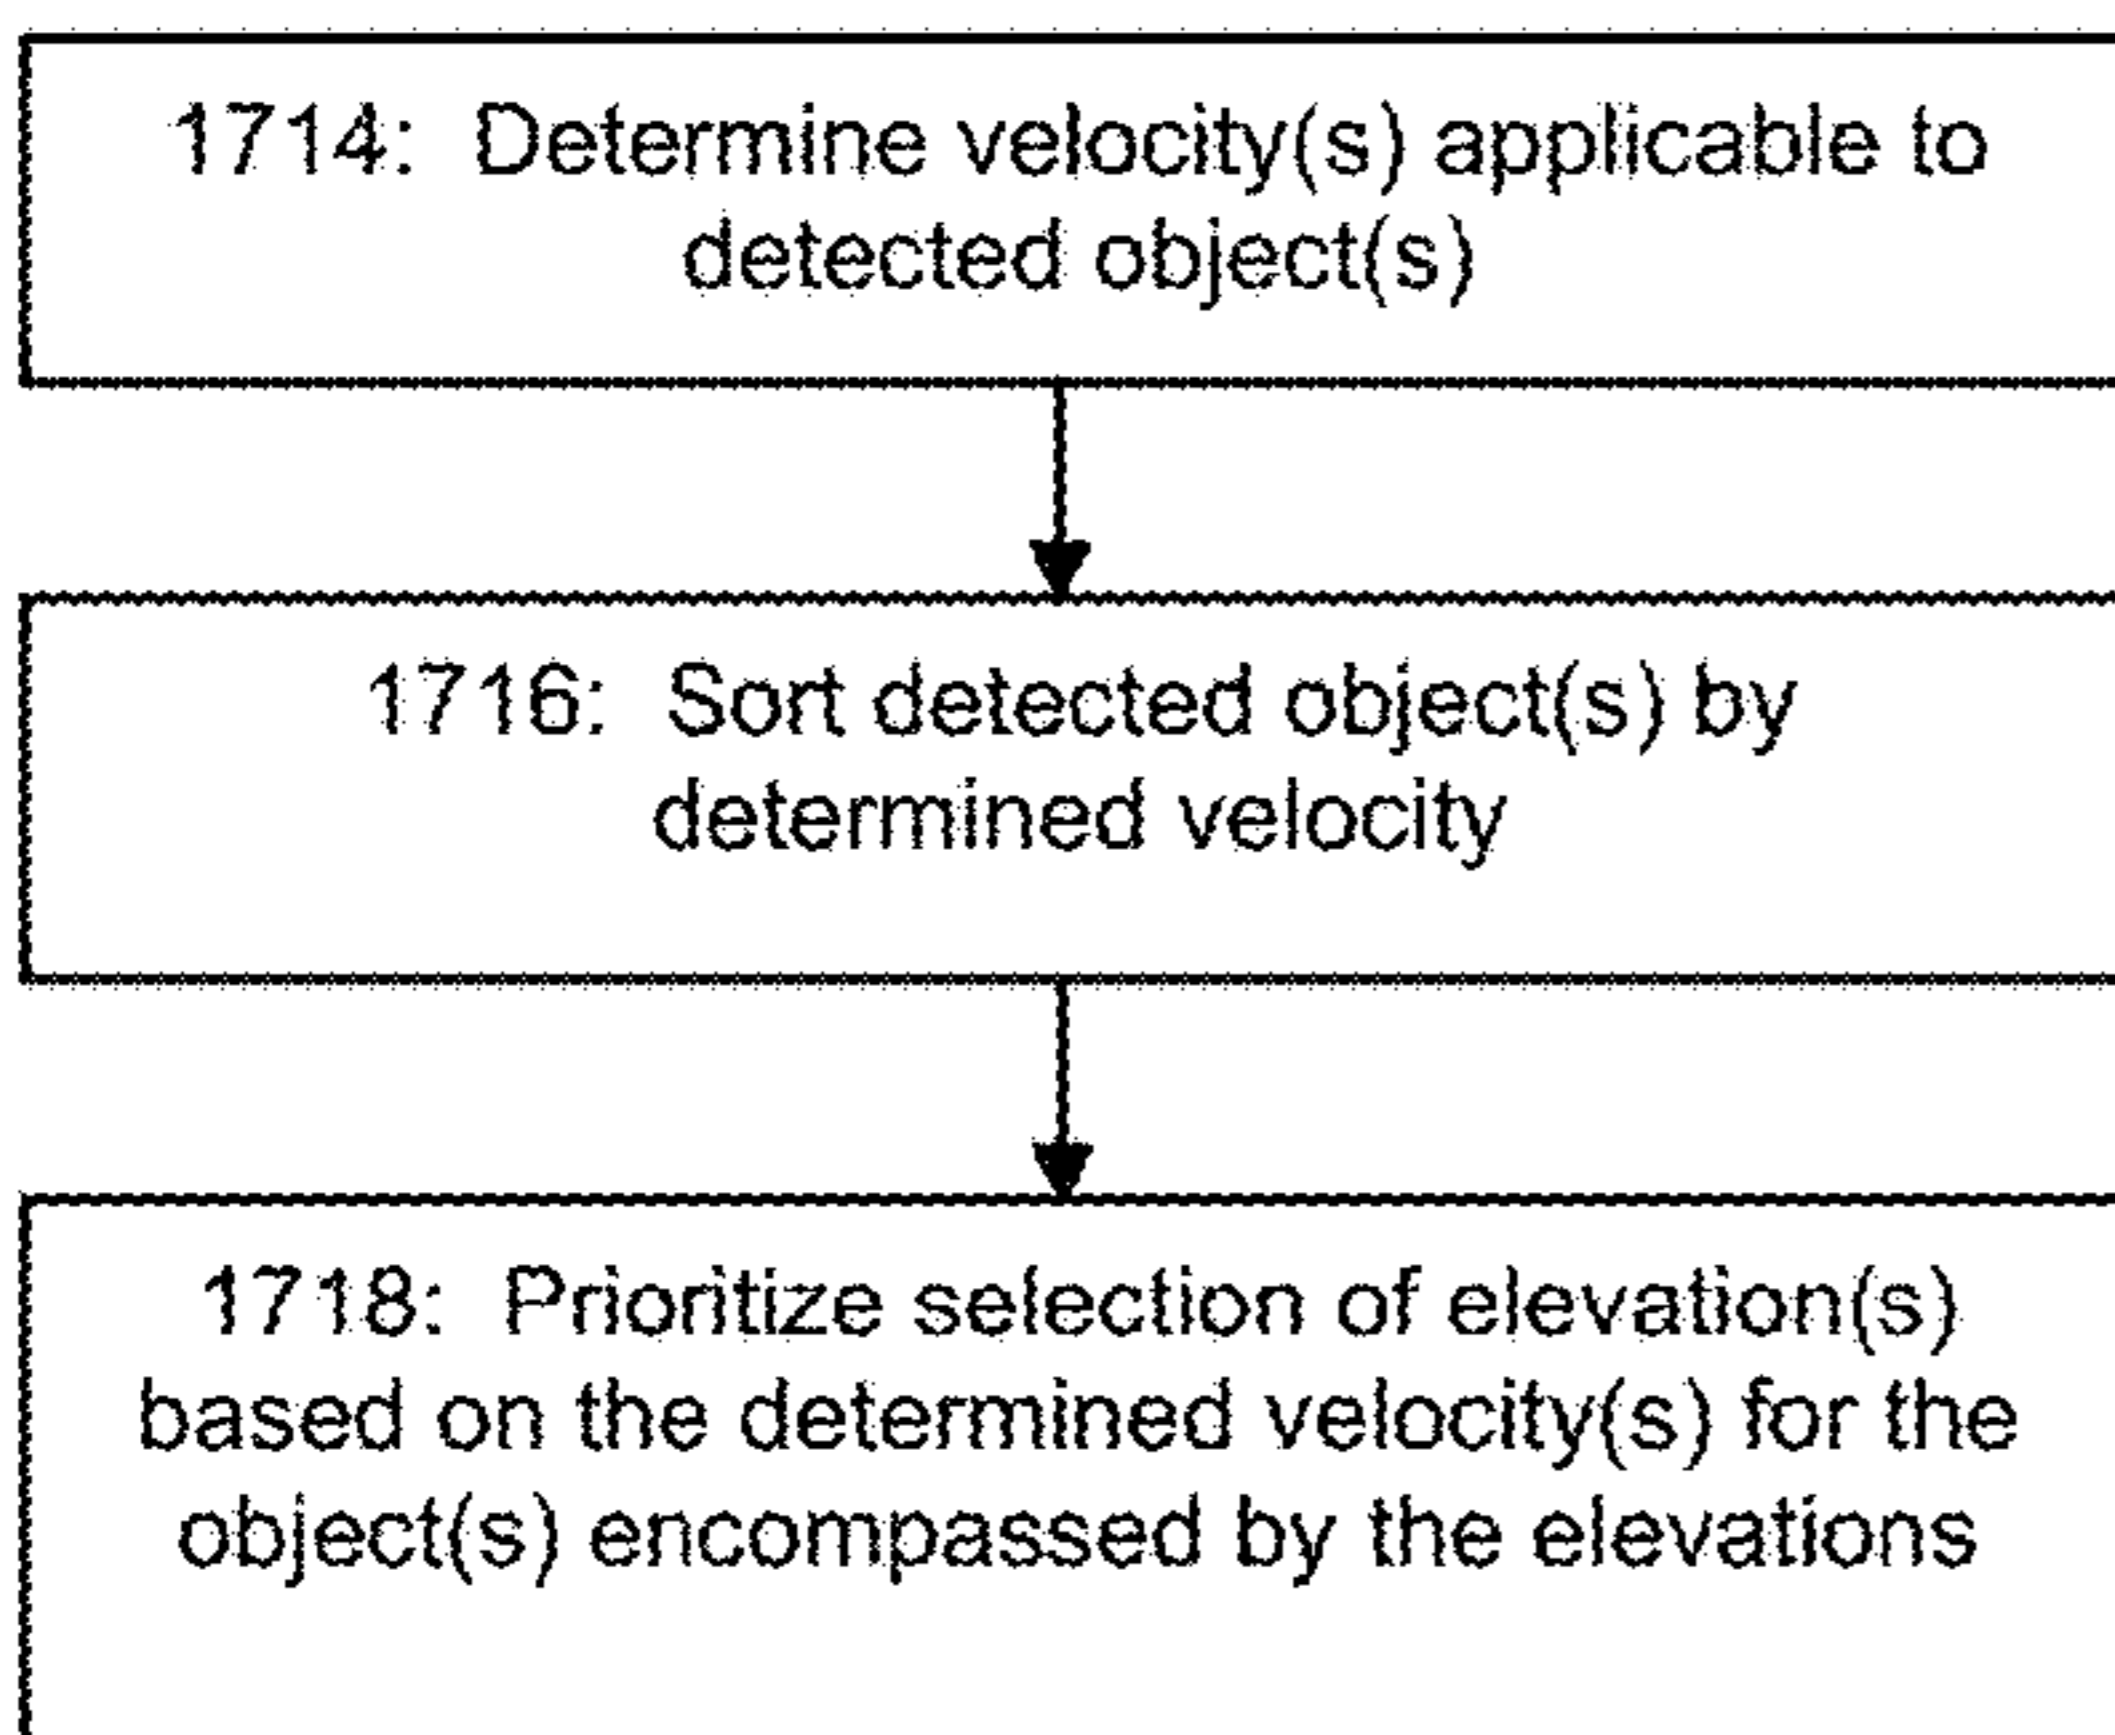 1714: Determine velocity(s) applicable to
detected object(s)
1716: Sort detected object(s) by
determined velocity
1718: Prioritize selection of elevation(s)
based on the determined velocity(s) for the
object(s) encompassed by the elevations